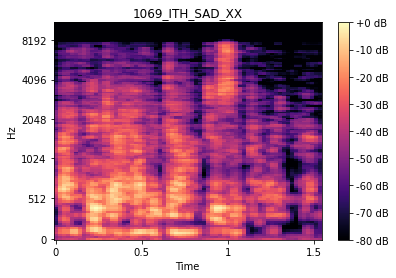 1069_ITH_SAD_XX
Hz
8192
4096
2048
1024
512
0
0
0.5
1
1.5
Time
+0 dB
-10 dB
-20 dB
-30 dB
-40 dB
-50 dB
-60 dB
-70 dB
-80 dB